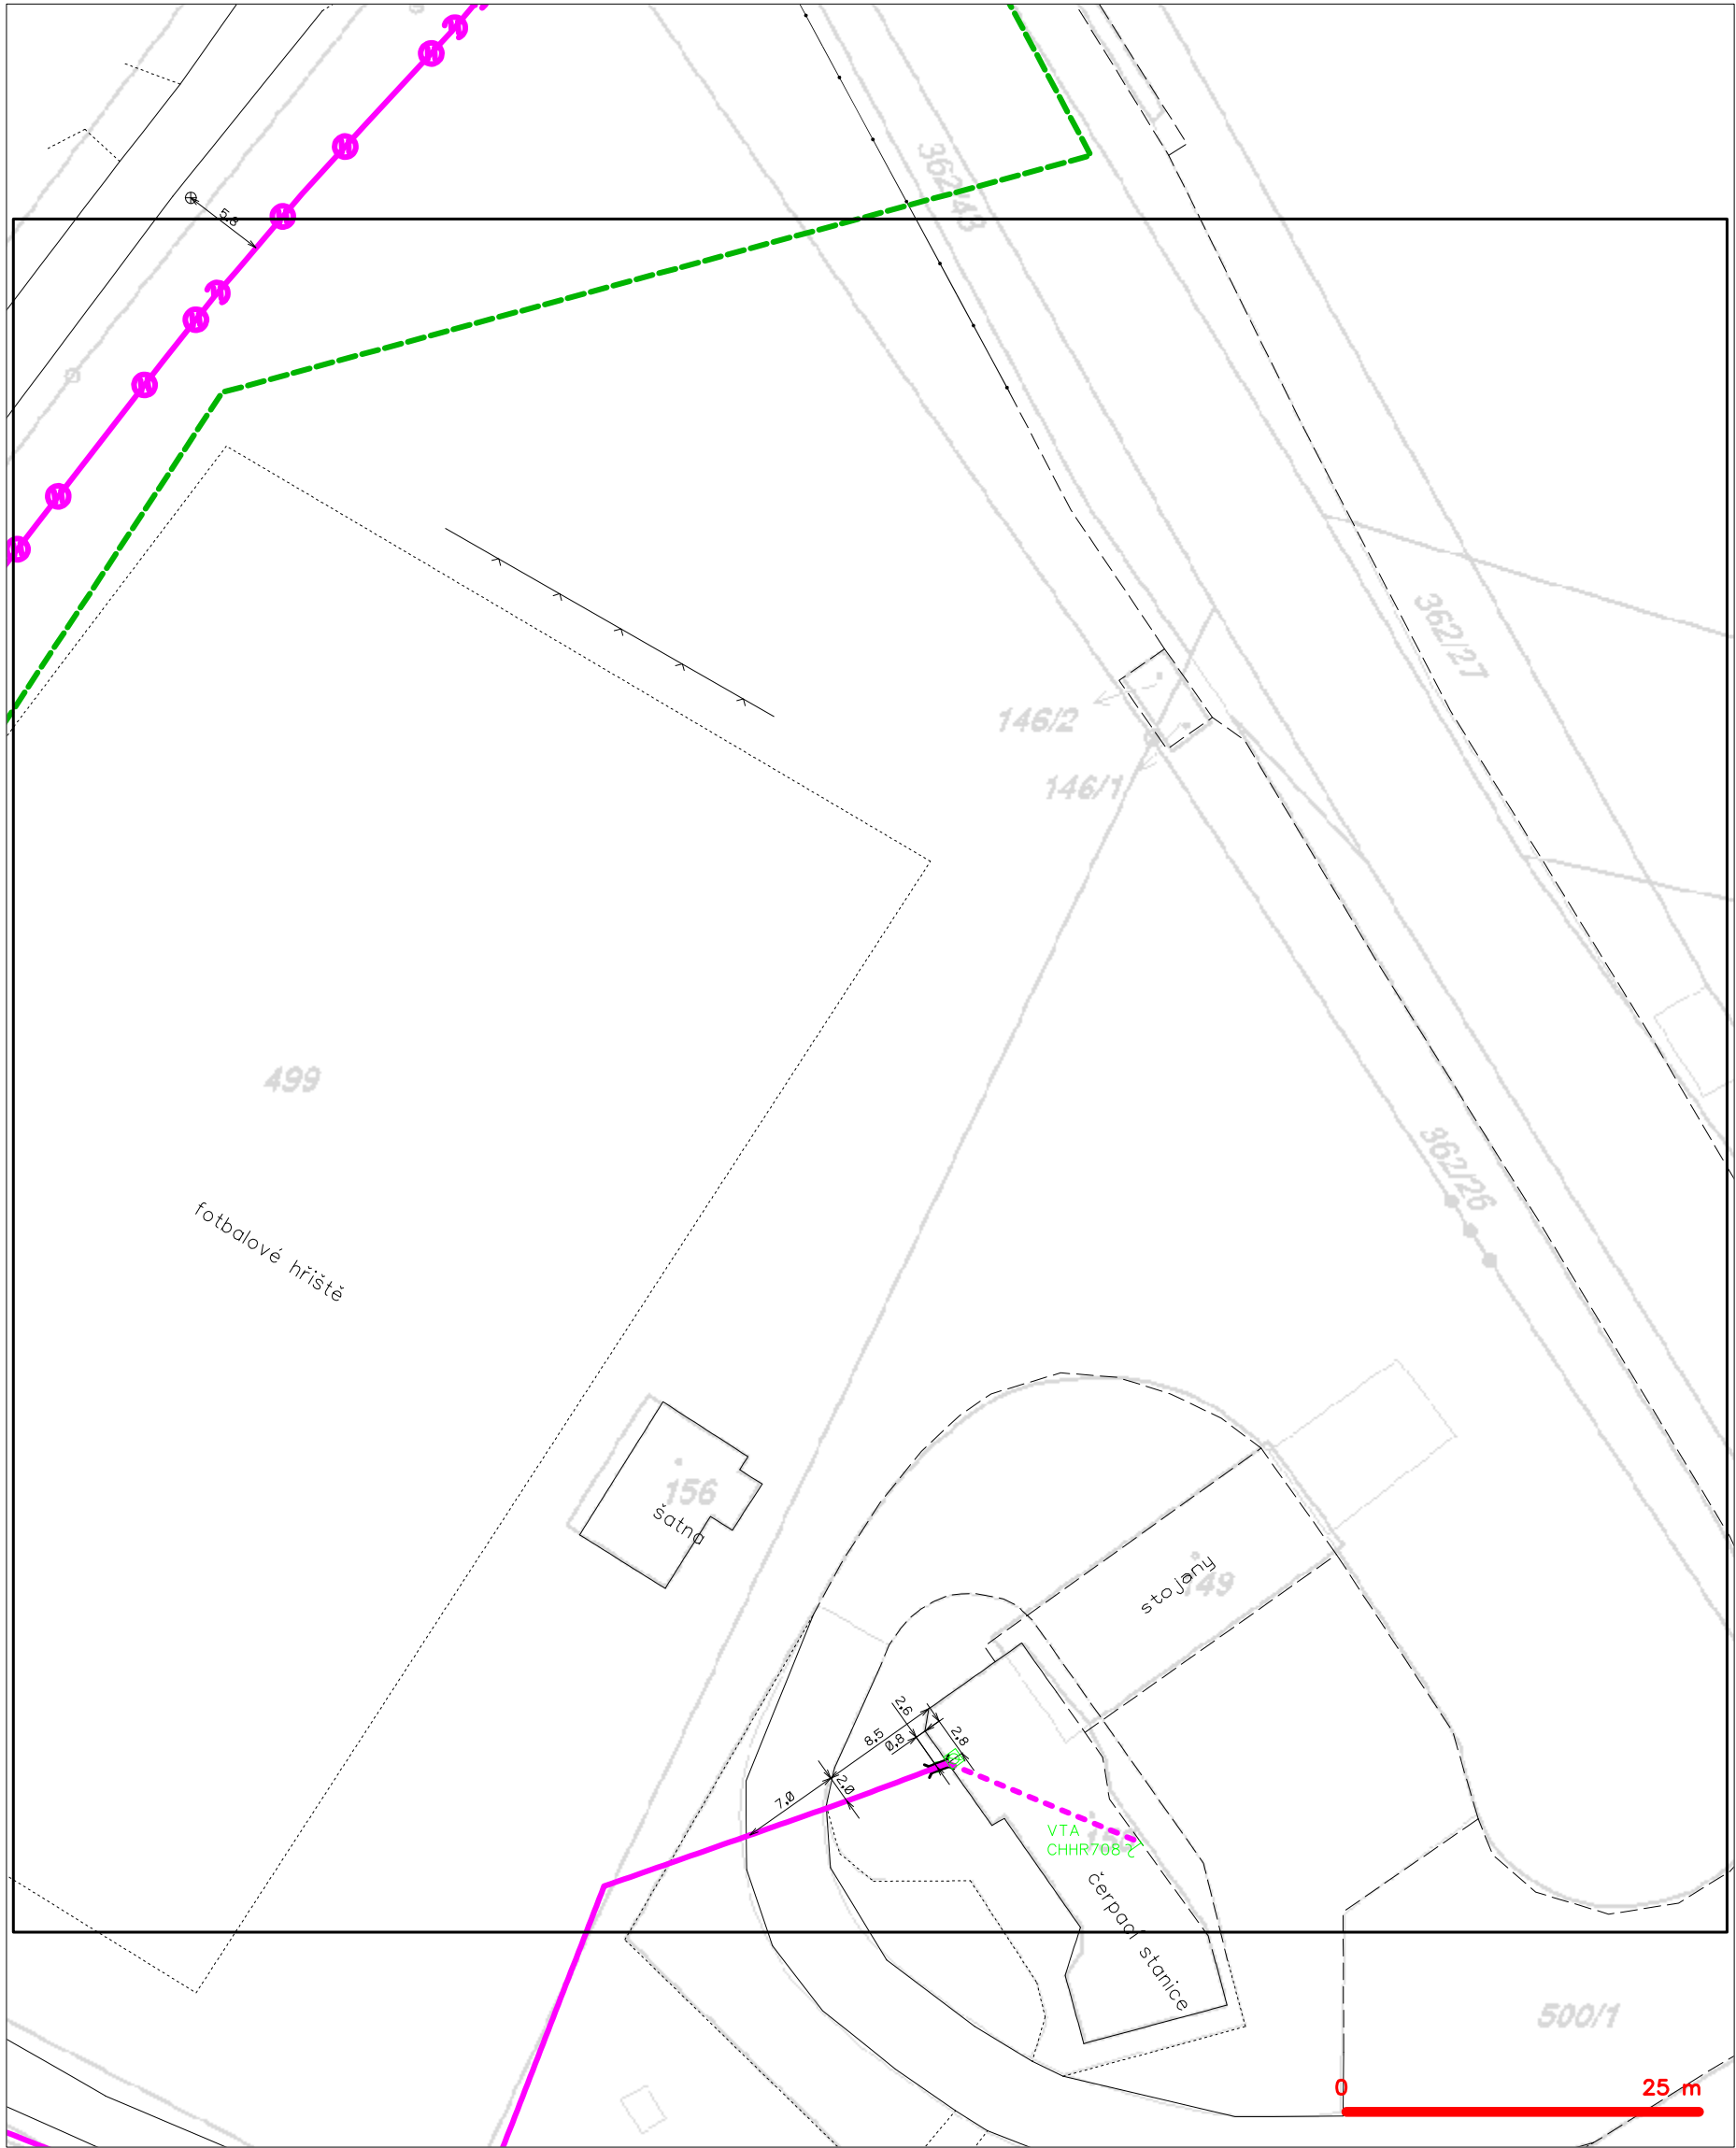 362/43
5,8
362/27
146/2
146/1
499
362/26
fotbalové hřiště
156
šatna
stojany
149
2,6
8,5
0,8
2,8
2,0
7,0
VTA
CHHR708
čerpací stanice
500/1
0
25 m